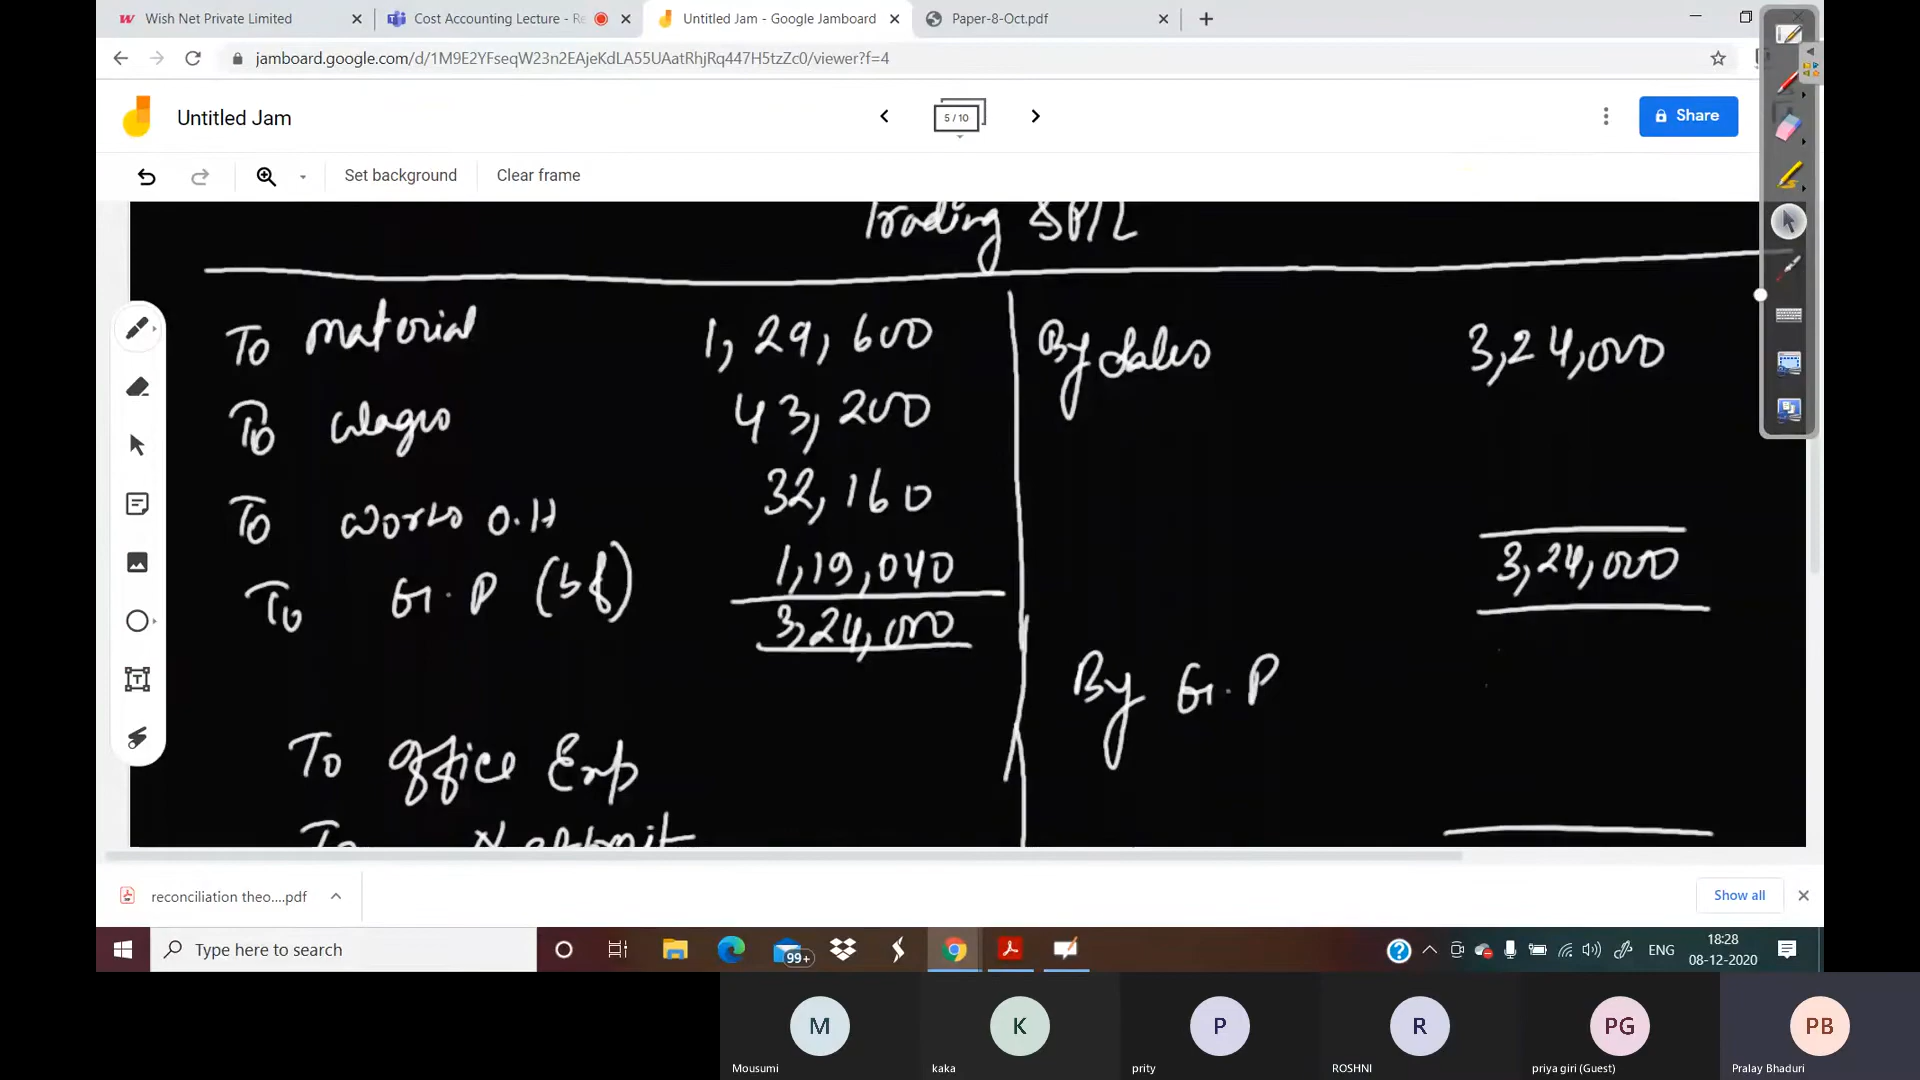 Wish Net Private Limited
Cost Accounting Lecture - Re
Untitled Jam - Google Jamboard
Paper-8-Oct.pdf
jamboard.google.com/d/1M9E2YFseqW23n2EAjeKdLA55UAatRhjRq447H5tzZc0/viewer?f=4
Untitled Jam
5 / 10
Share
Set background
Clear frame
Trading & P/L
To material 1,29,600 By Sales 3,24,000
To wages 43,200
To works O.H 32,160
To G.P (bf) 1,19,040 3,24,000
3,24,000
By G.P
To office Exp
To N
reconciliation theo....pdf
Show all
Type here to search
99+
ENG
18:28
08-12-2020
M K P R PG PB
Mousumi kaka prity ROSHNI priya giri (Guest) Pralay Bhaduri